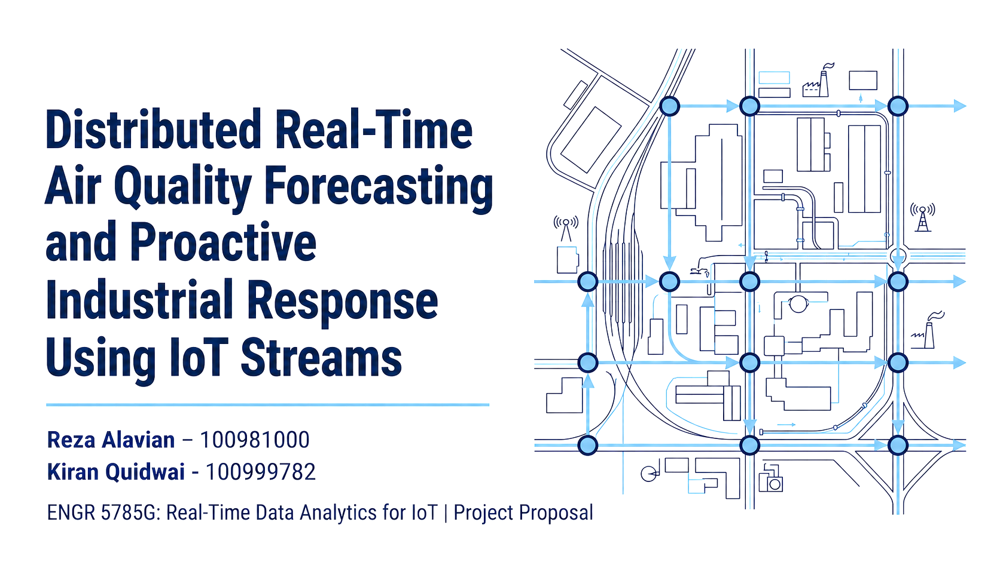 Distributed Real-Time
Air Quality Forecasting
and Proactive
Industrial Response
Using IoT Streams
Reza Alavian – 100981000
Kiran Quidwai - 100999782
ENGR 5785G: Real-Time Data Analytics for IoT | Project Proposal